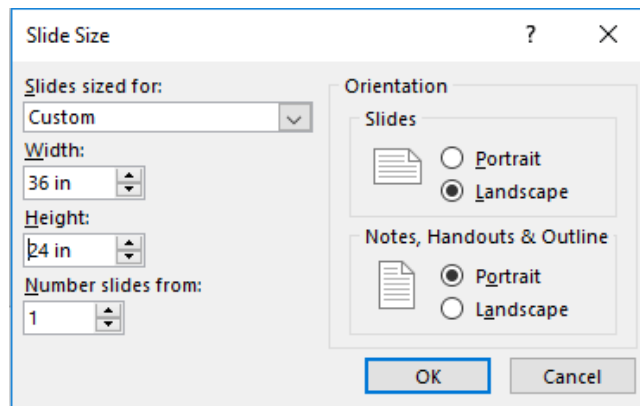 Slide Size ?
Slides sized for:
Custom
Width:
36 in
Height:
24 in
Number slides from:
1
Orientation
Slides
Portrait
Landscape
Notes, Handouts & Outline
Portrait
Landscape
OK
Cancel